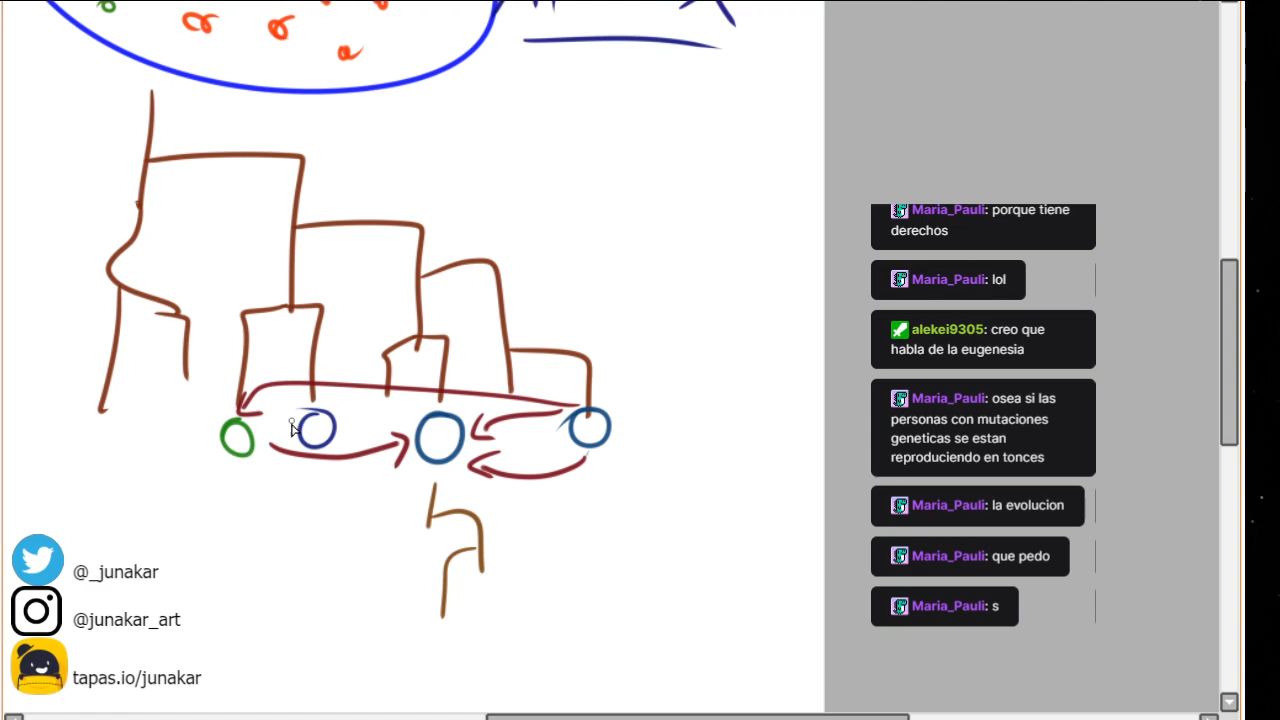 Maria_Pauli: porque tiene
derechos
Maria_Pauli: lol
alekei9305: creo que
habla de la eugenesia
Maria_Pauli: osea si las
personas con mutaciones
geneticas se estan
reproduciendo en tonces
Maria_Pauli: la evolucion
Maria_Pauli: que pedo
Maria_Pauli: s
@_junakar
@junakar_art
tapas.io/junakar